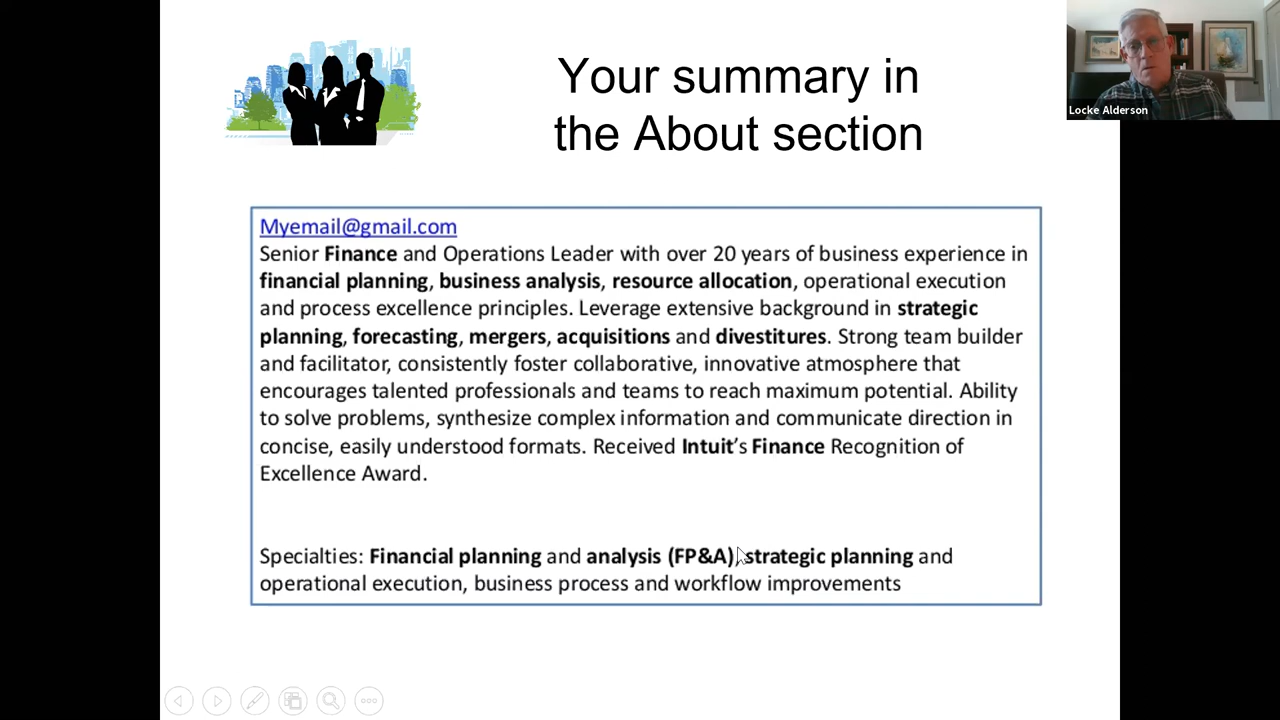 Your summary in
the About section
Locke Alderson
Myemail@gmail.com
Senior Finance and Operations Leader with over 20 years of business experience in
financial planning, business analysis, resource allocation, operational execution
and process excellence principles. Leverage extensive background in strategic
planning, forecasting, mergers, acquisitions and divestitures. Strong team builder
and facilitator, consistently foster collaborative, innovative atmosphere that
encourages talented professionals and teams to reach maximum potential. Ability
to solve problems, synthesize complex information and communicate direction in
concise, easily understood formats. Received Intuit's Finance Recognition of
Excellence Award.
Specialties: Financial planning and analysis (FP&A), strategic planning and
operational execution, business process and workflow improvements